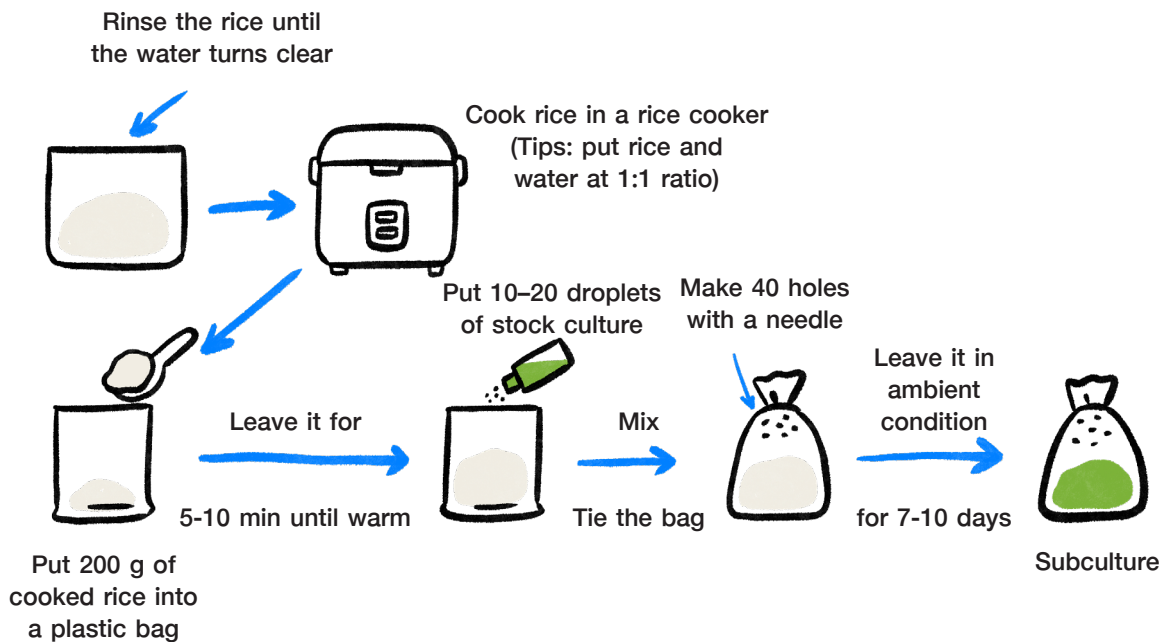 Rinse the rice until
the water turns clear
Cook rice in a rice cooker
(Tips: put rice and
water at 1:1 ratio)
Put 200 g of
cooked rice into
a plastic bag
Leave it for
5-10 min until warm
Put 10–20 droplets
of stock culture
Mix
Tie the bag
Make 40 holes
with a needle
Leave it in
ambient
condition
for 7-10 days
Subculture